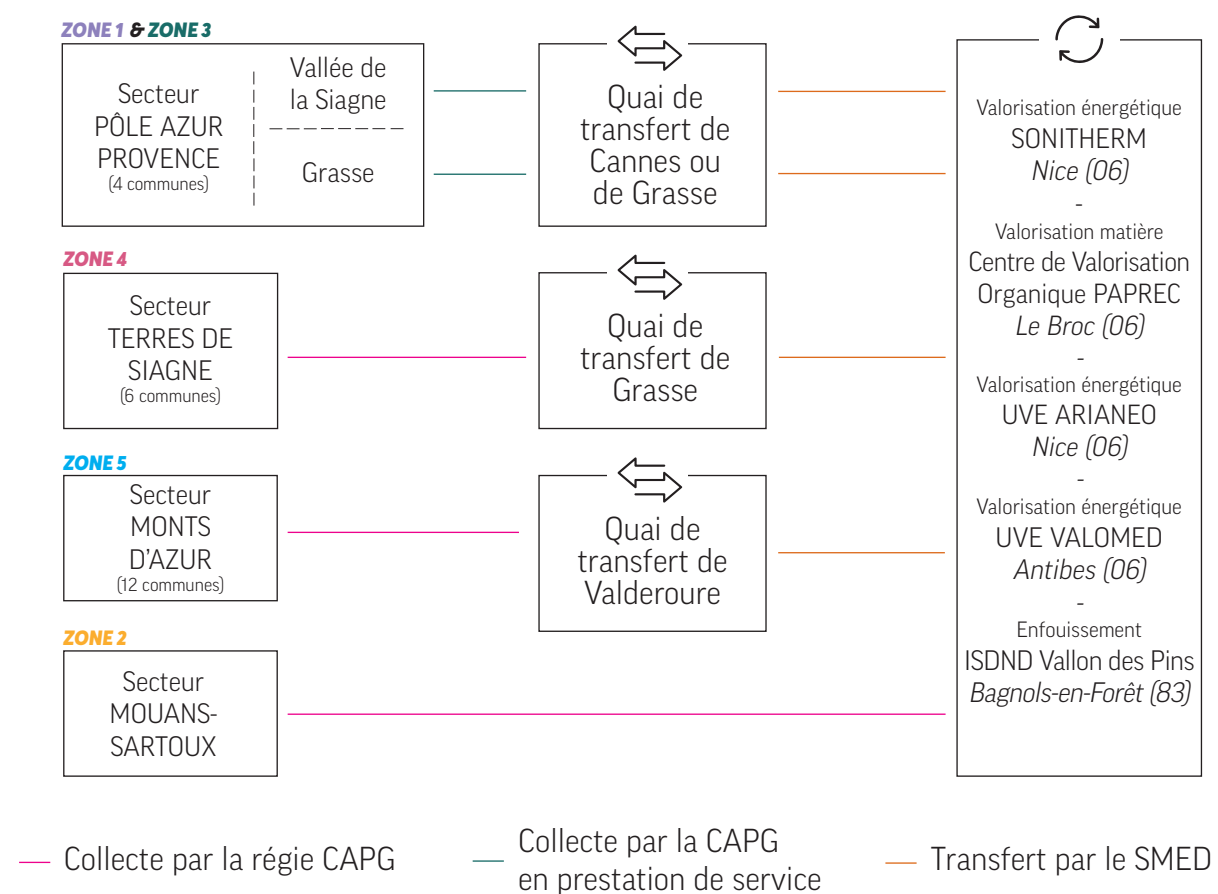 ZONE 1 & ZONE 3
Secteur
PÔLE AZUR
PROVENCE
(4 communes)
Vallée de
la Siagne
Grasse
Quai de
transfert de
Cannes ou
de Grasse
ZONE 4
Secteur
TERRES DE
SIAGNE
(6 communes)
Quai de
transfert de
Grasse
ZONE 5
Secteur
MONTS
D'AZUR
(12 communes)
Quai de
transfert de
Valderoure
ZONE 2
Secteur
MOUANS-
SARTOUX
Valorisation énergétique
SONITHERM
Nice (06)
-
Valorisation matière
Centre de Valorisation
Organique PAPREC
Le Broc (06)
-
Valorisation énergétique
UVE ARIANEO
Nice (06)
-
Valorisation énergétique
UVE VALOMED
Antibes (06)
-
Enfouissement
ISDND Vallon des Pins
Bagnols-en-Forêt (83)
Collecte par la régie CAPG
Collecte par la CAPG
en prestation de service
Transfert par le SMED